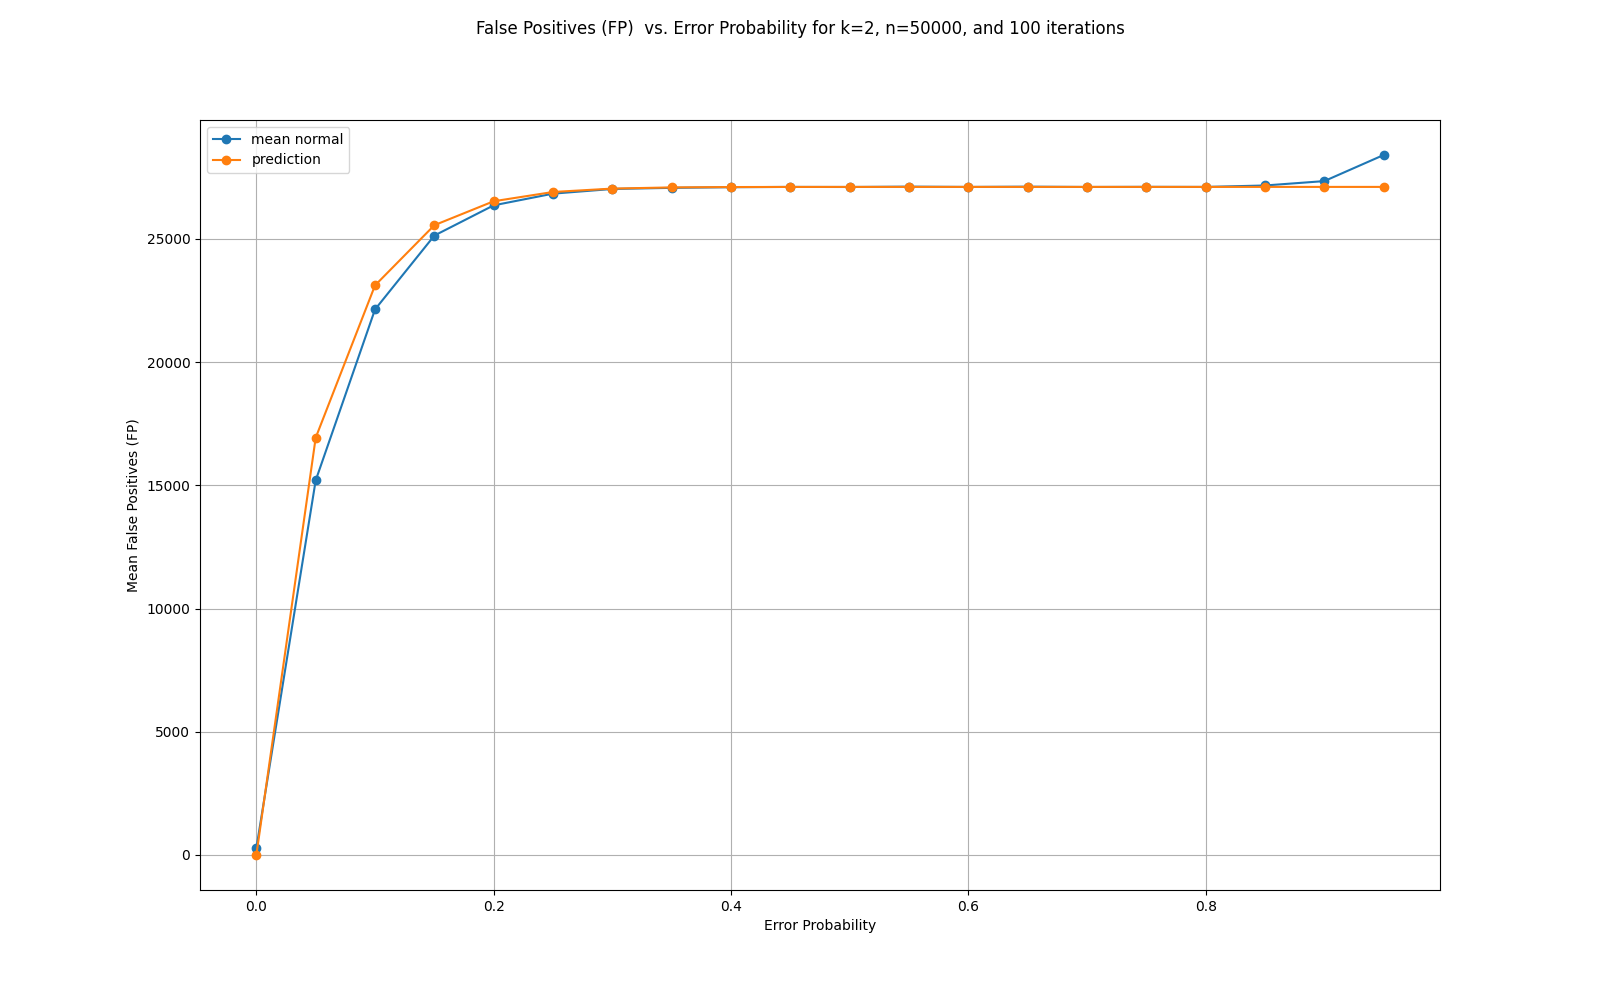 False Positives (FP)  vs. Error Probability for k=2, n=50000, and 100 iterations
mean normal
prediction
Mean False Positives (FP)
25000
20000
15000
10000
5000
0
0.0 0.2 0.4 0.6 0.8
Error Probability